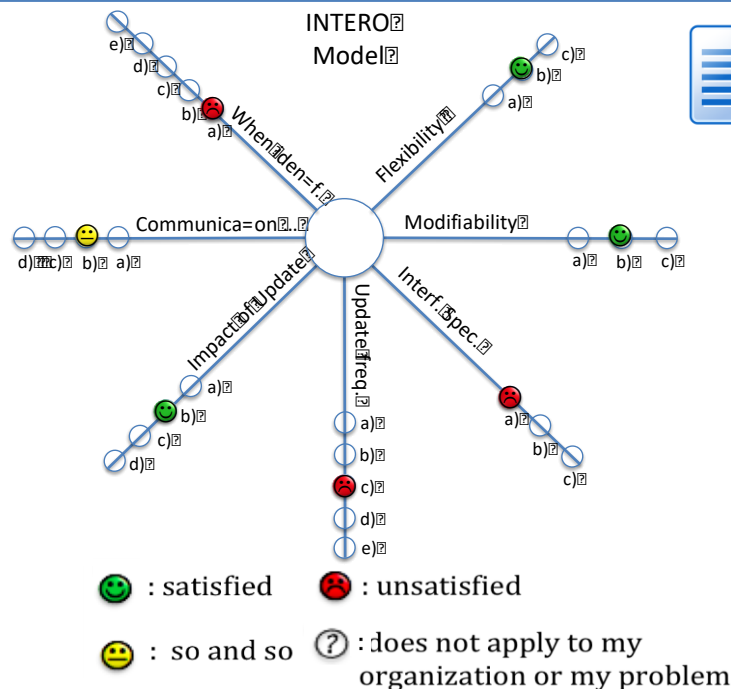 INTERO⍰
Model⍰
e)⍰
d)⍰
c)⍰
b)⍰
a)⍰
When⍰iden=f.⍰
c)⍰
b)⍰
a)⍰
Flexibility⍰⍰
Communica=on⍰..⍰
d)⍰
c)⍰
b)⍰
a)⍰
Modifiability⍰
a)⍰
b)⍰
c)⍰
Impact⍰of⍰Update⍰
a)⍰
b)⍰
c)⍰
d)⍰
Update⍰freq.⍰
a)⍰
b)⍰
c)⍰
d)⍰
e)⍰
Interf.⍰Spec.⍰
a)⍰
b)⍰
c)⍰
: satisfied
: unsatisfied
: so and so
? : does not apply to my
organization or my problem